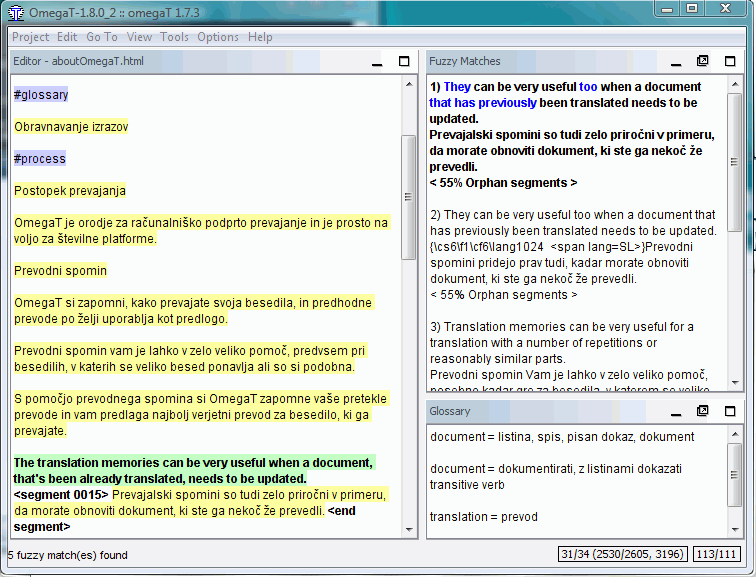 OmegaT-1.8.0_2 :: omegaT 1.7.3
Project Edit Go To View Tools Options Help
Editor - aboutOmegaT.html
#glossary
Obravnavanje izrazov
#process
Postopek prevajanja
OmegaT je orodje za računalniško podprto prevajanje in je prosto na
voljo za številne platforme.
Prevodni spomin
OmegaT si zapomni, kako prevajate svoja besedila, in predhodne
prevode po želji uporablja kot predlogo.
Prevodni spomin vam je lahko v zelo veliko pomoč, predvsem pri
besedilih, v katerih se veliko besed ponavlja ali so si podobna.
S pomočjo prevodnega spomina si OmegaT zapomne vaše pretekle
prevode in vam predlaga najbolj verjetni prevod za besedilo, ki ga
prevajate.
The translation memories can be very useful when a document,
that's been already translated, needs to be updated.
<segment 0015> Prevajalski spomini so tudi zelo priročni v primeru,
da morate obnoviti dokument, ki ste ga nekoč že prevedli. <end
segment>
Fuzzy Matches
1) They can be very useful too when a document
that has previously been translated needs to be
updated.
Prevajalski spomini so tudi zelo priročni v primeru,
da morate obnoviti dokument, ki ste ga nekoč že
prevedli.
< 55% Orphan segments >
2) They can be very useful too when a document that
has previously been translated needs to be updated.
{\cs6\f1\cf6\lang1024 <span lang=SL>}Prevodni
spomini pridejo prav tudi, kadar morate obnoviti
dokument, ki ste ga nekoč že prevedli.
< 55% Orphan segments >
3) Translation memories can be very useful for a
translation with a number of repetitions or
reasonably similar parts.
Prevodni spomin Vam je lahko v zelo veliko pomoč,
posebno kadar gre za besedila, v katerem se veliko
Glossary
document = listina, spis, pisan dokaz, dokument
document = dokumentirati, z listinami dokazati
transitive verb
translation = prevod
5 fuzzy match(es) found
31/34 (2530/2605, 3196)
113/111